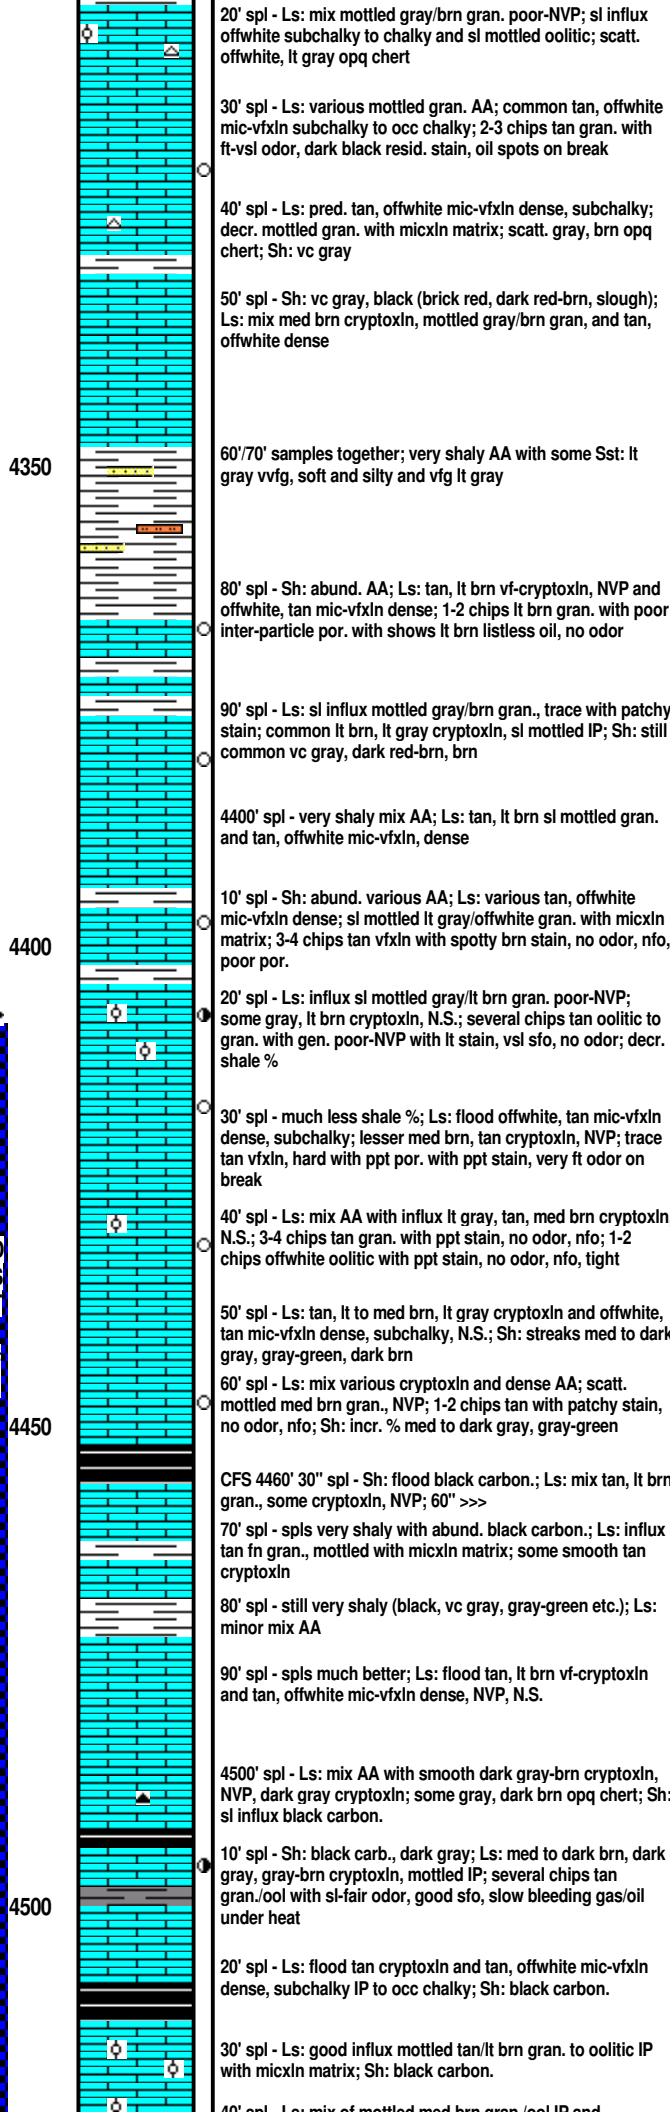 20' spl - Ls: mix mottled gray/brn gran. poor-NVP; sl influx
offwhite subchalky to chalky and sl mottled oolitic; scatt.
offwhite, lt gray opq chert
30' spl - Ls: various mottled gran. AA; common tan, offwhite
mic-vfxln subchalky to occ chalky; 2-3 chips tan gran. with
ft-vsl odor, dark black resid. stain, oil spots on break
40' spl - Ls: pred. tan, offwhite mic-vfxln dense, subchalky;
decr. mottled gran. with micxln matrix; scatt. gray, brn opq
chert; Sh: vc gray
50' spl - Sh: vc gray, black (brick red, dark red-brn, slough);
Ls: mix med brn cryptoxln, mottled gray/brn gran, and tan,
offwhite dense
4350
60'/70' samples together; very shaly AA with some Sst: lt
gray vvfg, soft and silty and vfg lt gray
80' spl - Sh: abund. AA; Ls: tan, lt brn vf-cryptoxln, NVP and
offwhite, tan mic-vfxln dense; 1-2 chips lt brn gran. with poor
inter-particle por. with shows lt brn listless oil, no odor
90' spl - Ls: sl influx mottled gray/brn gran., trace with patchy
stain; common lt brn, lt gray cryptoxln, sl mottled IP; Sh: still
common vc gray, dark red-brn, brn
4400' spl - very shaly mix AA; Ls: tan, lt brn sl mottled gran.
and tan, offwhite mic-vfxln, dense
10' spl - Sh: abund. various AA; Ls: various tan, offwhite
mic-vfxln dense; sl mottled lt gray/offwhite gran. with micxln
matrix; 3-4 chips tan vfxln with spotty brn stain, no odor, nfo,
poor por.
4400
20' spl - Ls: influx sl mottled gray/lt brn gran. poor-NVP;
some gray, lt brn cryptoxln, N.S.; several chips tan oolitic to
gran. with gen. poor-NVP with lt stain, vsl sfo, no odor; decr.
shale %
30' spl - much less shale %; Ls: flood offwhite, tan mic-vfxln
dense, subchalky; lesser med brn, tan cryptoxln, NVP; trace
tan vfxln, hard with ppt por. with ppt stain, very ft odor on
break
40' spl - Ls: mix AA with influx lt gray, tan, med brn cryptoxln,
N.S.; 3-4 chips tan gran. with ppt stain, no odor, nfo; 1-2
chips offwhite oolitic with ppt stain, no odor, nfo, tight
50' spl - Ls: tan, lt to med brn, lt gray cryptoxln and offwhite,
tan mic-vfxln dense, subchalky, N.S.; Sh: streaks med to dark
gray, gray-green, dark brn
60' spl - Ls: mix various cryptoxln and dense AA; scatt.
mottled med brn gran., NVP; 1-2 chips tan with patchy stain,
no odor, nfo; Sh: incr. % med to dark gray, gray-green
4450
CFS 4460' 30" spl - Sh: flood black carbon.; Ls: mix tan, lt brn
gran., some cryptoxln, NVP; 60" >>>
70' spl - spls very shaly with abund. black carbon.; Ls: influx
tan fn gran., mottled with micxln matrix; some smooth tan
cryptoxln
80' spl - still very shaly (black, vc gray, gray-green etc.); Ls:
minor mix AA
90' spl - spls much better; Ls: flood tan, lt brn vf-cryptoxln
and tan, offwhite mic-vfxln dense, NVP, N.S.
4500' spl - Ls: mix AA with smooth dark gray-brn cryptoxln,
NVP, dark gray cryptoxln; some gray, dark brn opq chert; Sh:
sl influx black carbon.
10' spl - Sh: black carb., dark gray; Ls: med to dark brn, dark
gray, gray-brn cryptoxln, mottled IP; several chips tan
gran./ool with sl-fair odor, good sfo, slow bleeding gas/oil
under heat
4500
20' spl - Ls: flood tan cryptoxln and tan, offwhite mic-vfxln
dense, subchalky IP to occ chalky; Sh: black carbon.
30' spl - Ls: good influx mottled tan/lt brn gran. to oolitic IP
with micxln matrix; Sh: black carbon.
40' spl - Ls: mix of mottled med brn gran./ool IP and